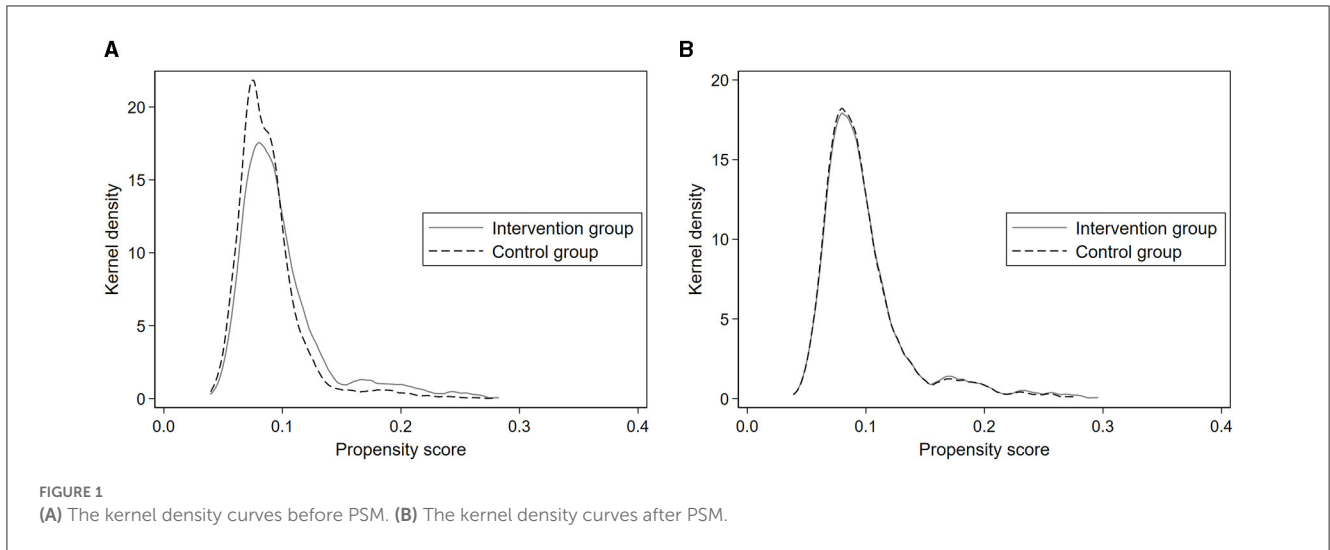 A
Kernel density
20
15
10
5
0
Intervention group
Control group
0.0 0.1 0.2 0.3 0.4
Propensity score
B
Kernel density
20
15
10
5
0
Intervention group
Control group
0.0 0.1 0.2 0.3 0.4
Propensity score
FIGURE 1
(A) The kernel density curves before PSM. (B) The kernel density curves after PSM.